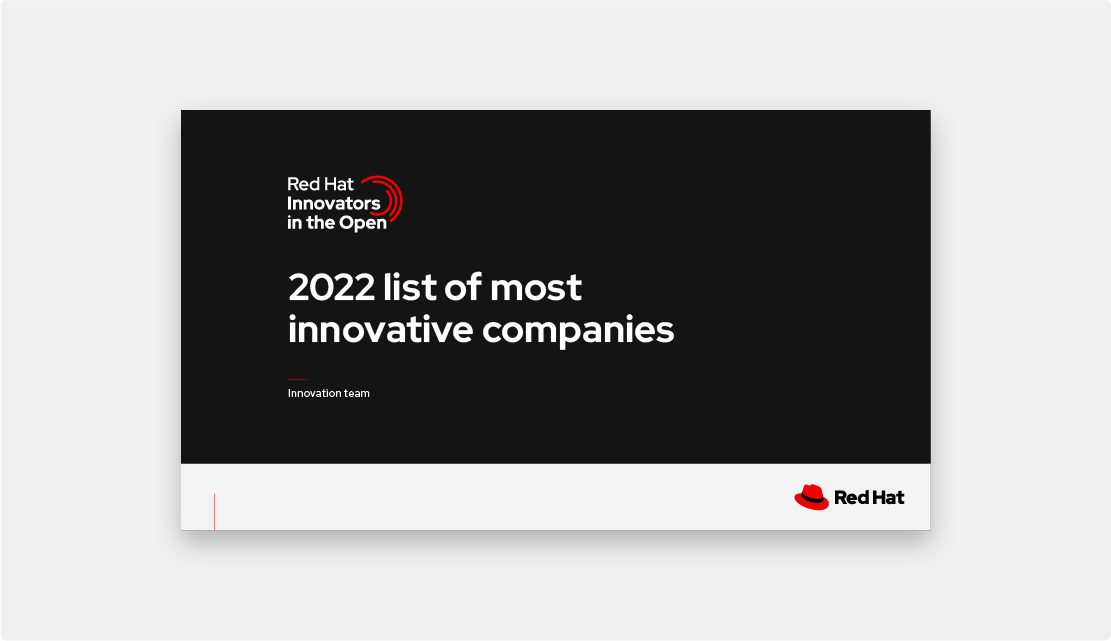 Red Hat
Innovators
in the Open
2022 list of most
innovative companies
Innovation team
Red Hat